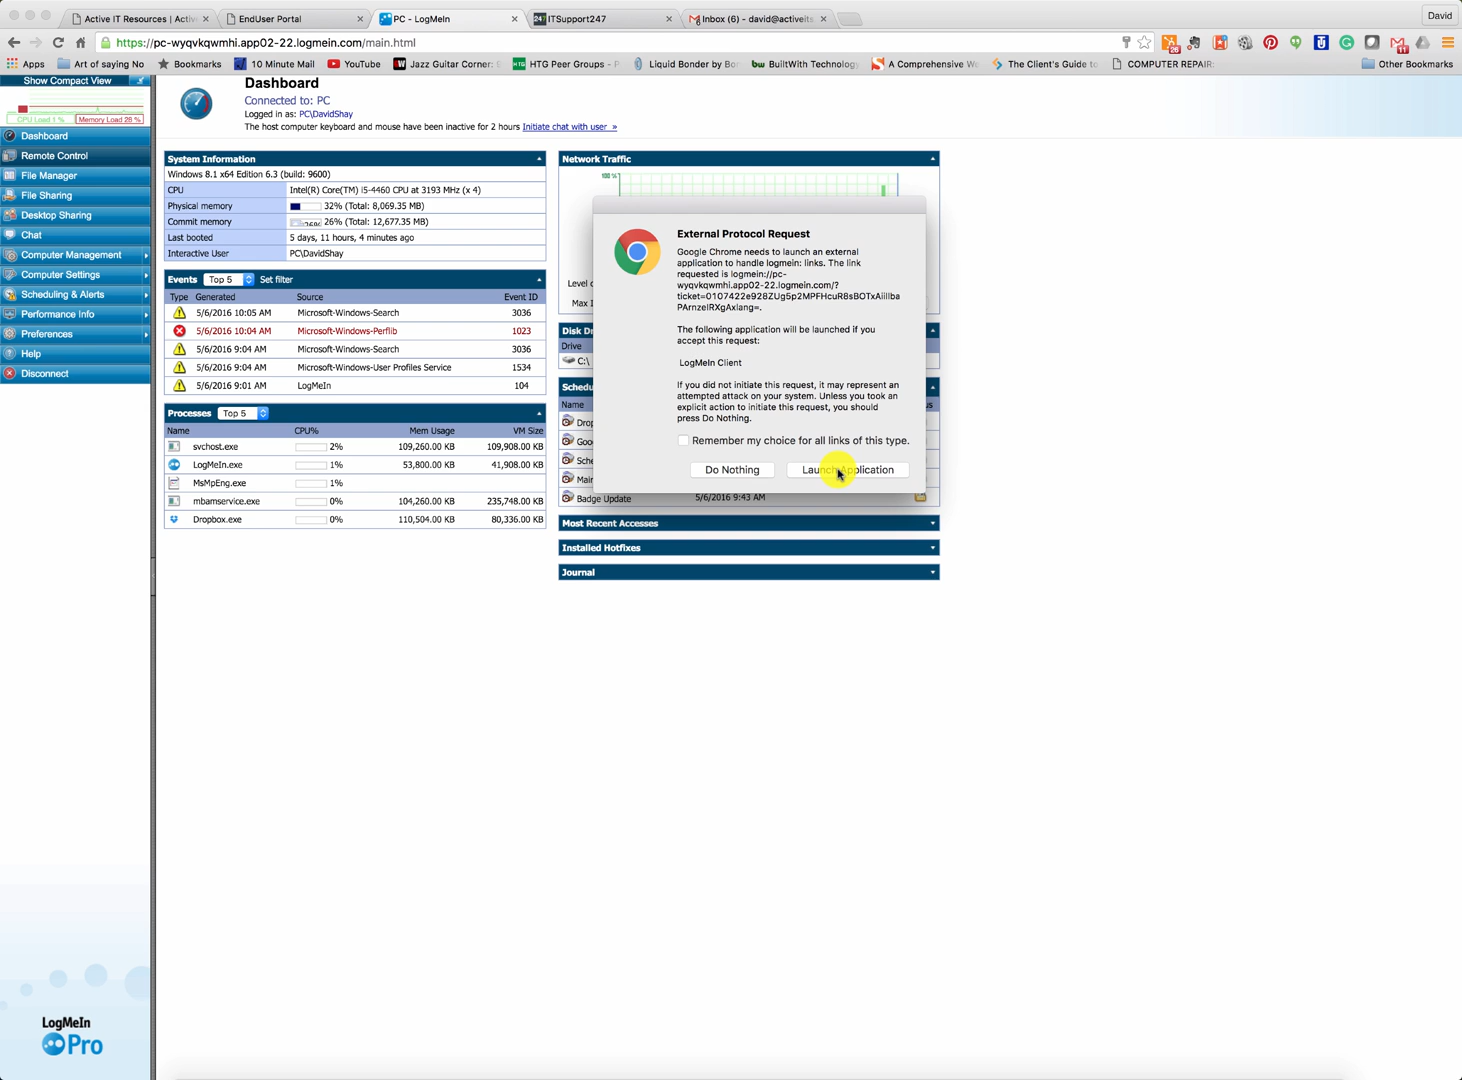 Active IT Resources | Activ
EndUser Portal
PC - LogMeIn
ITSupport247
Inbox (6) - david@activeits
David
https://pc-wyqvkqwmhi.app02-22.logmein.com/main.html
Apps
Art of saying No
Bookmarks
10 Minute Mail
YouTube
Jazz Guitar Corner:
HTG Peer Groups - P
Liquid Bonder by Bo
BuiltWith Technology
A Comprehensive We
The Client's Guide to
COMPUTER REPAIR:
Other Bookmarks
Show Compact View
CPU Load 1 %
Memory Load 28 %
Dashboard
Remote Control
File Manager
File Sharing
Desktop Sharing
Chat
Computer Management
Computer Settings
Scheduling & Alerts
Performance Info
Preferences
Help
Disconnect
LogMeIn
Pro
Dashboard
Connected to: PC
Logged in as: PC\DavidShay
The host computer keyboard and mouse have been inactive for 2 hours Initiate chat with user »
System Information
Windows 8.1 x64 Edition 6.3 (build: 9600)
CPU Intel(R) Core(TM) i5-4460 CPU at 3193 MHz (x 4)
Physical memory 32% (Total: 8,069.35 MB)
Commit memory 26% (Total: 12,677.35 MB)
Last booted 5 days, 11 hours, 4 minutes ago
Interactive User PC\DavidShay
Events Top 5 Set filter
Type Generated Source Event ID
5/6/2016 10:05 AM Microsoft-Windows-Search 3036
5/6/2016 10:04 AM Microsoft-Windows-Perflib 1023
5/6/2016 9:04 AM Microsoft-Windows-Search 3036
5/6/2016 9:04 AM Microsoft-Windows-User Profiles Service 1534
5/6/2016 9:01 AM LogMeIn 104
Processes Top 5
Name CPU% Mem Usage VM Size
svchost.exe 2% 109,260.00 KB 109,908.00 KB
LogMeIn.exe 1% 53,800.00 KB 41,908.00 KB
MsMpEng.exe 1%
mbamservice.exe 0% 104,260.00 KB 235,748.00 KB
Dropbox.exe 0% 110,504.00 KB 80,336.00 KB
Network Traffic
100 %
Level o
Max I
Disk Dr
Drive
C:\
Schedu
Name
us
Drop
Goo
Sche
Main
Badge Update 5/6/2016 9:43 AM
Most Recent Accesses
Installed Hotfixes
Journal
External Protocol Request
Google Chrome needs to launch an external
application to handle logmein: links. The link
requested is logmein://pc-
wyqvkqwmhi.app02-22.logmein.com/?
The following application will be launched if you
accept this request:
LogMeIn Client
If you did not initiate this request, it may represent an
attempted attack on your system. Unless you took an
explicit action to initiate this request, you should
press Do Nothing.
Remember my choice for all links of this type.
Do Nothing
Launch Application